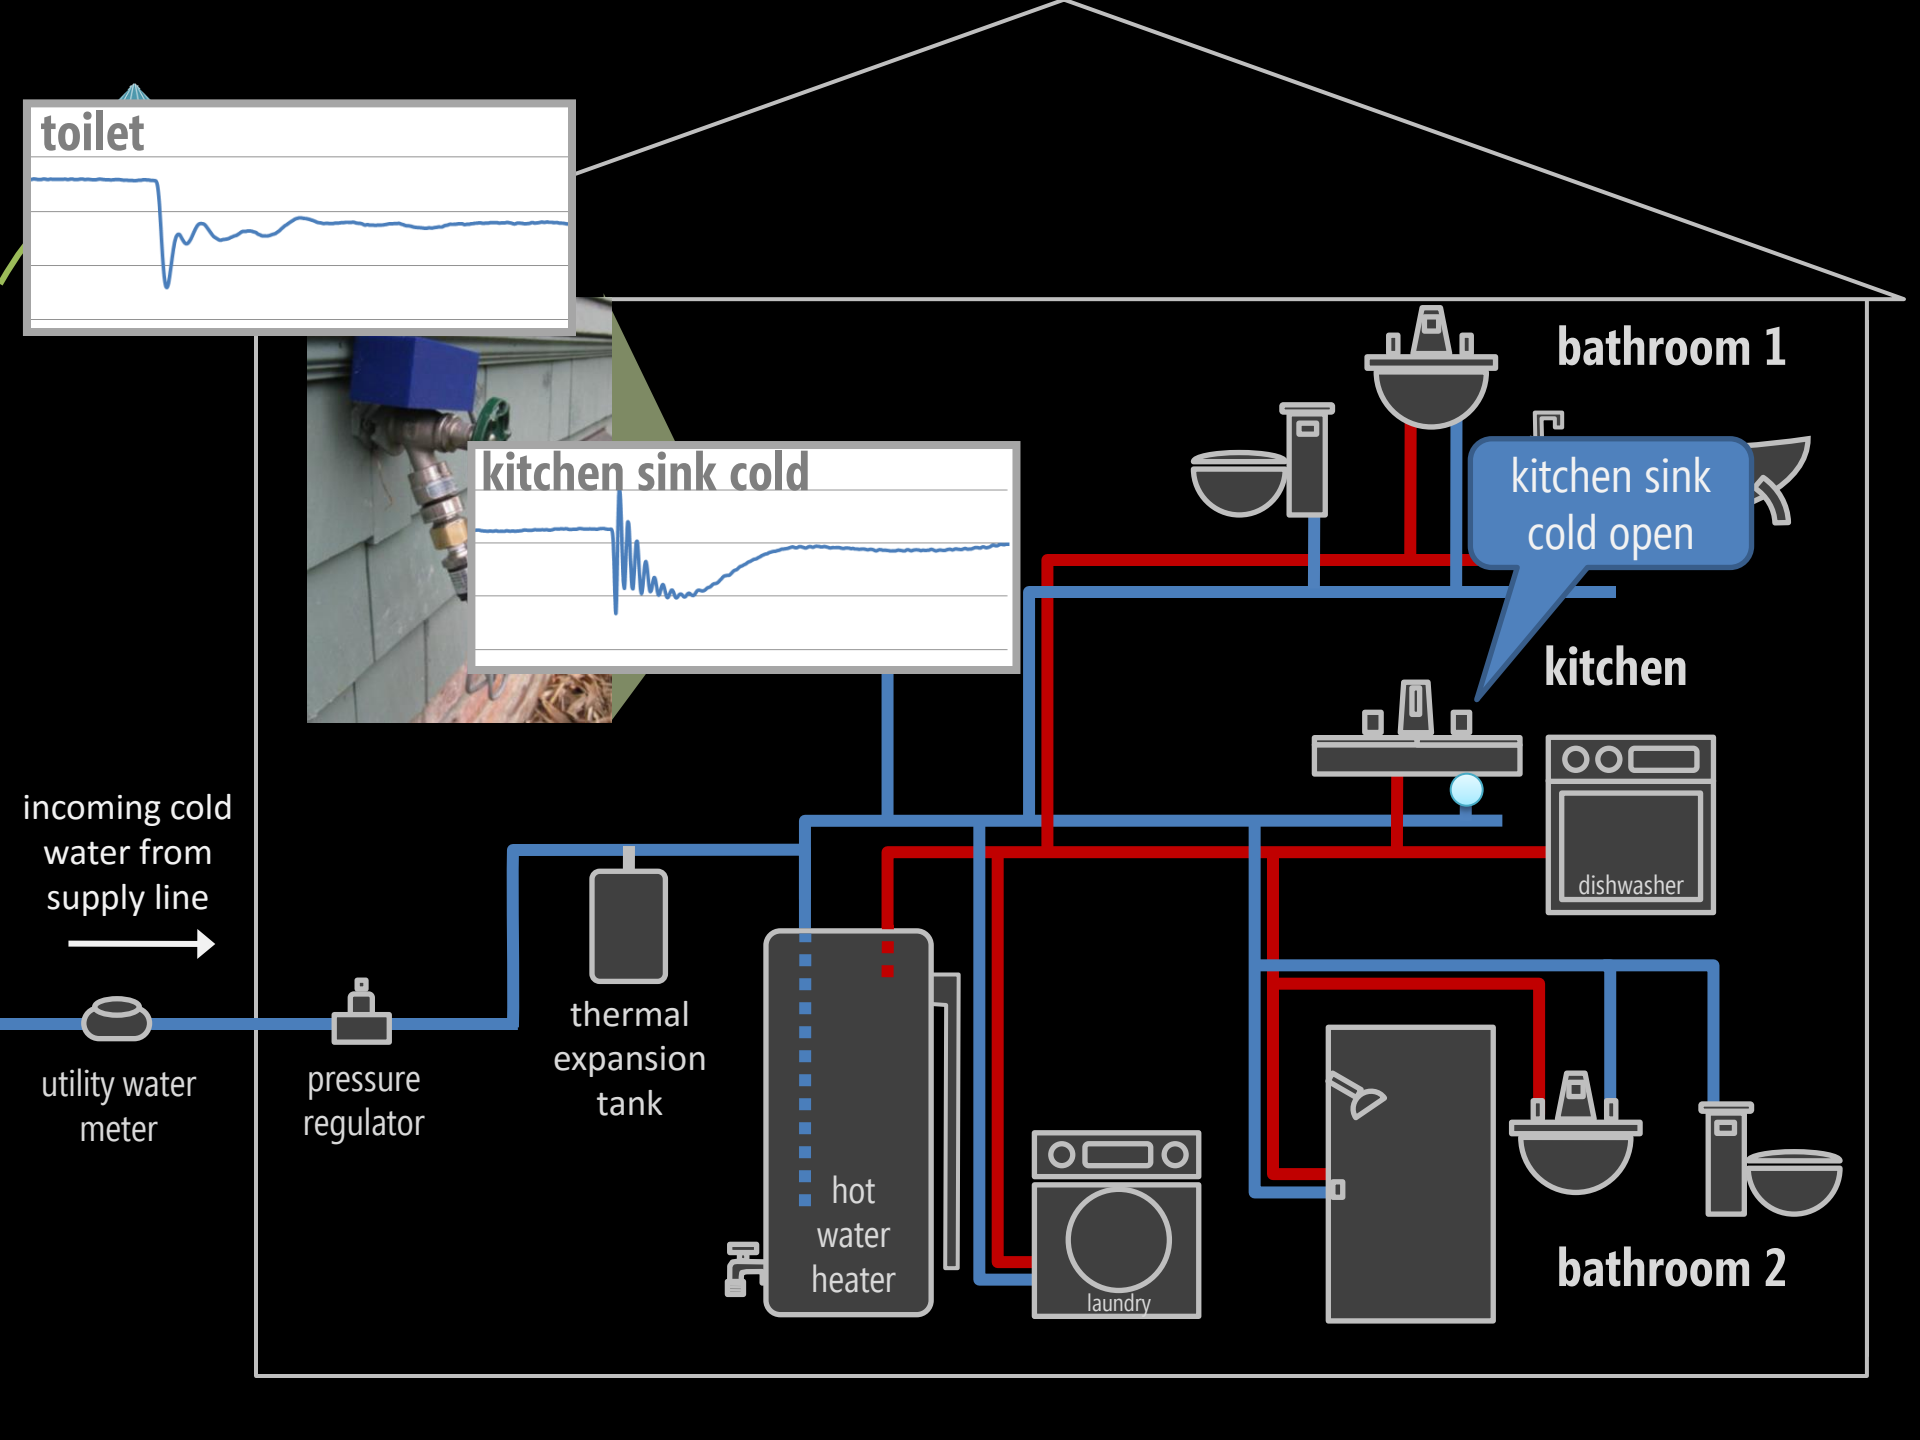 toilet
kitchen sink cold
bathroom 1
kitchen sink
cold open
kitchen
incoming cold
water from
supply line
dishwasher
thermal
expansion
tank
utility water
meter
pressure
regulator
hot
water
heater
laundry
bathroom 2